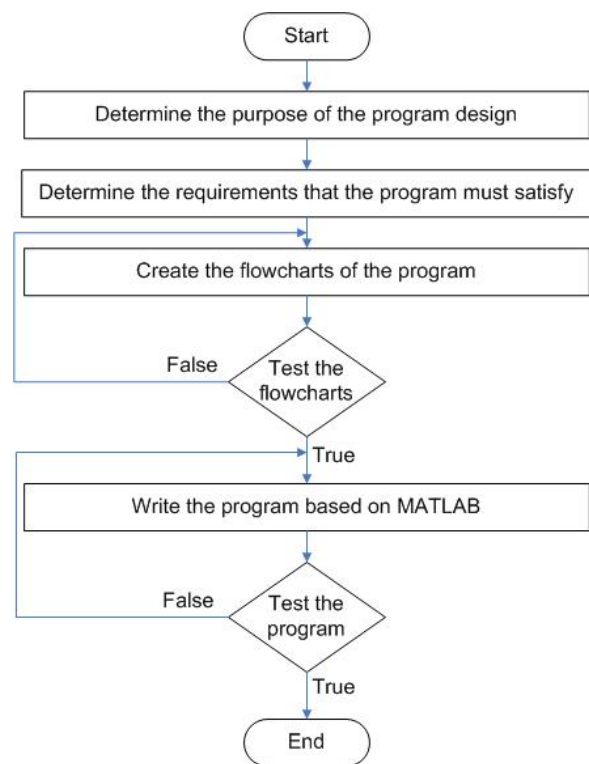 Start
Determine the purpose of the program design
Determine the requirements that the program must satisfy
Create the flowcharts of the program
False
Test the
flowcharts
True
Write the program based on MATLAB
False
Test the
program
True
End